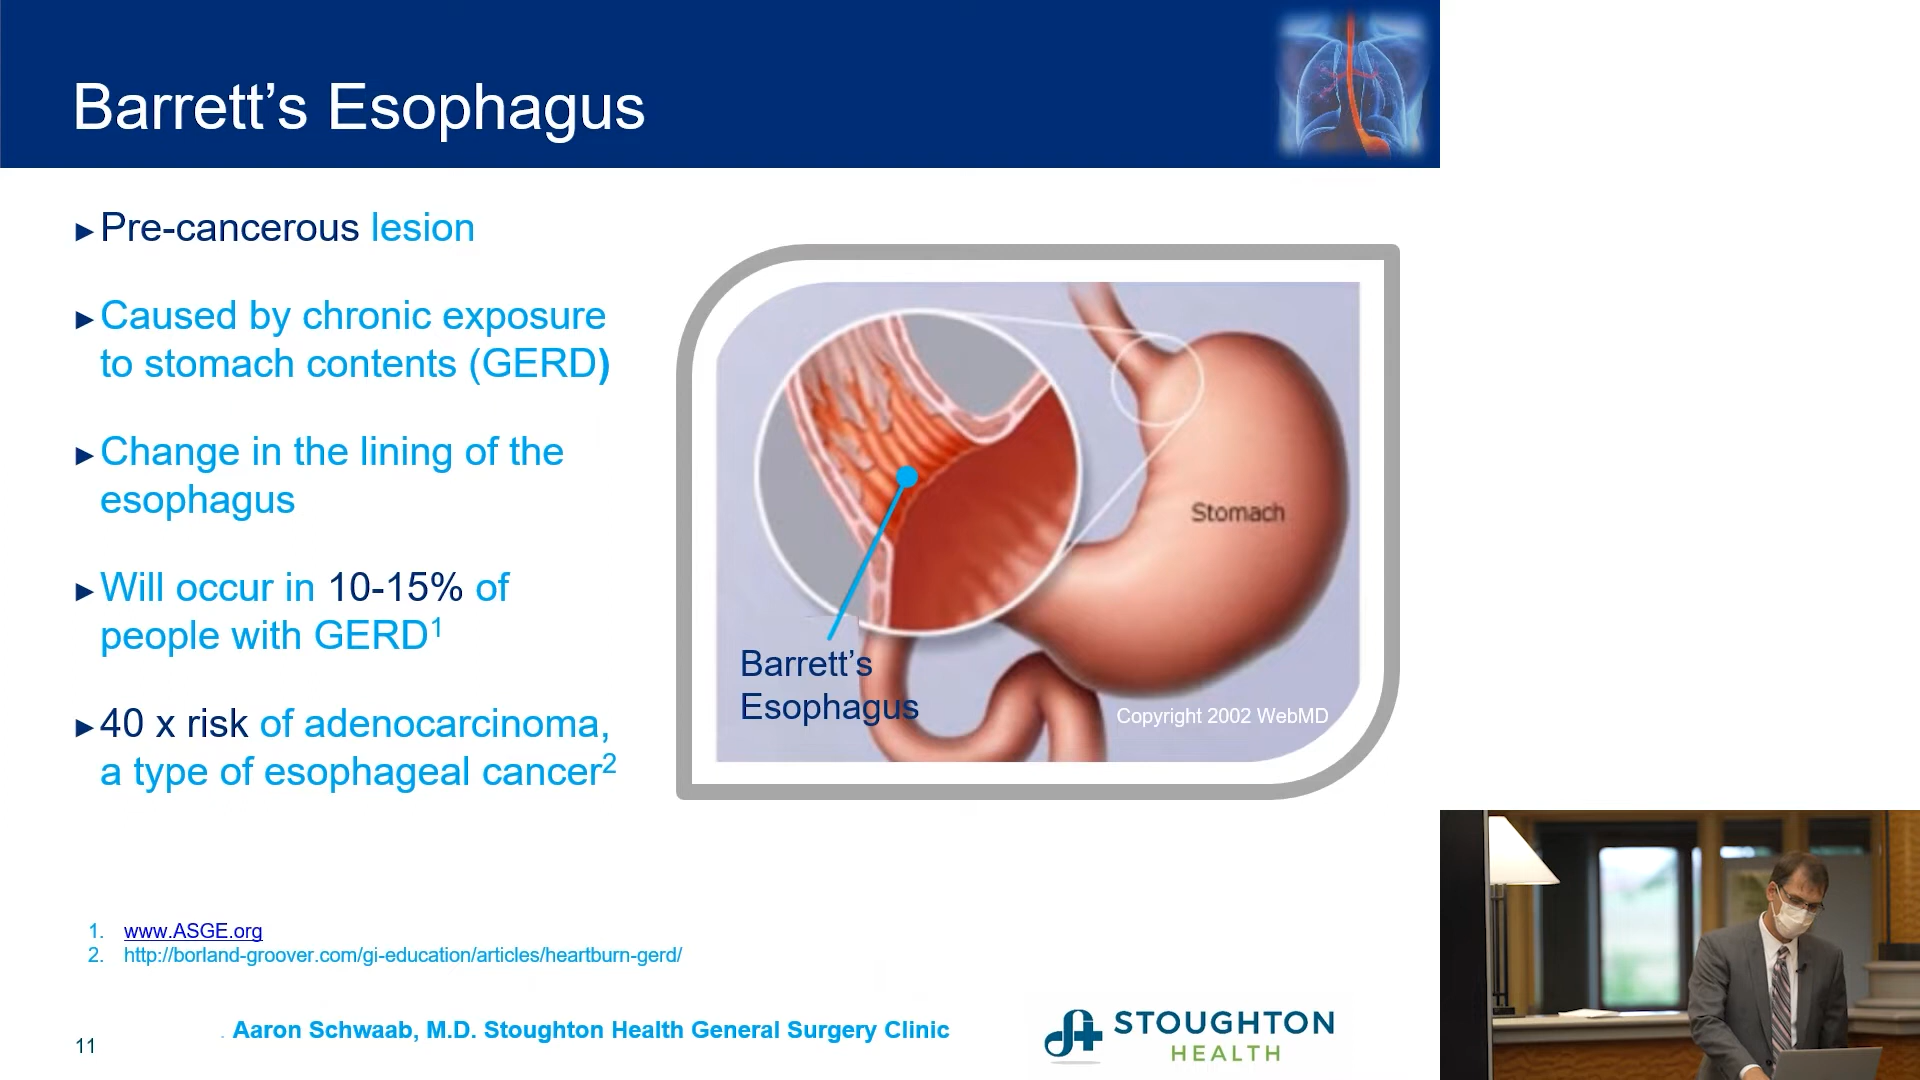 Barrett’s Esophagus
►Pre-cancerous lesion
►Caused by chronic exposure
to stomach contents (GERD)
►Change in the lining of the
esophagus
►Will occur in 10-15% of
people with GERD1
►40 x risk of adenocarcinoma,
a type of esophageal cancer2
Stomach
Barrett’s
Esophagus
Copyright 2002 WebMD
1. www.ASGE.org
2. http://borland-groover.com/gi-education/articles/heartburn-gerd/
11
. Aaron Schwaab, M.D. Stoughton Health General Surgery Clinic
STOUGHTON
HEALTH